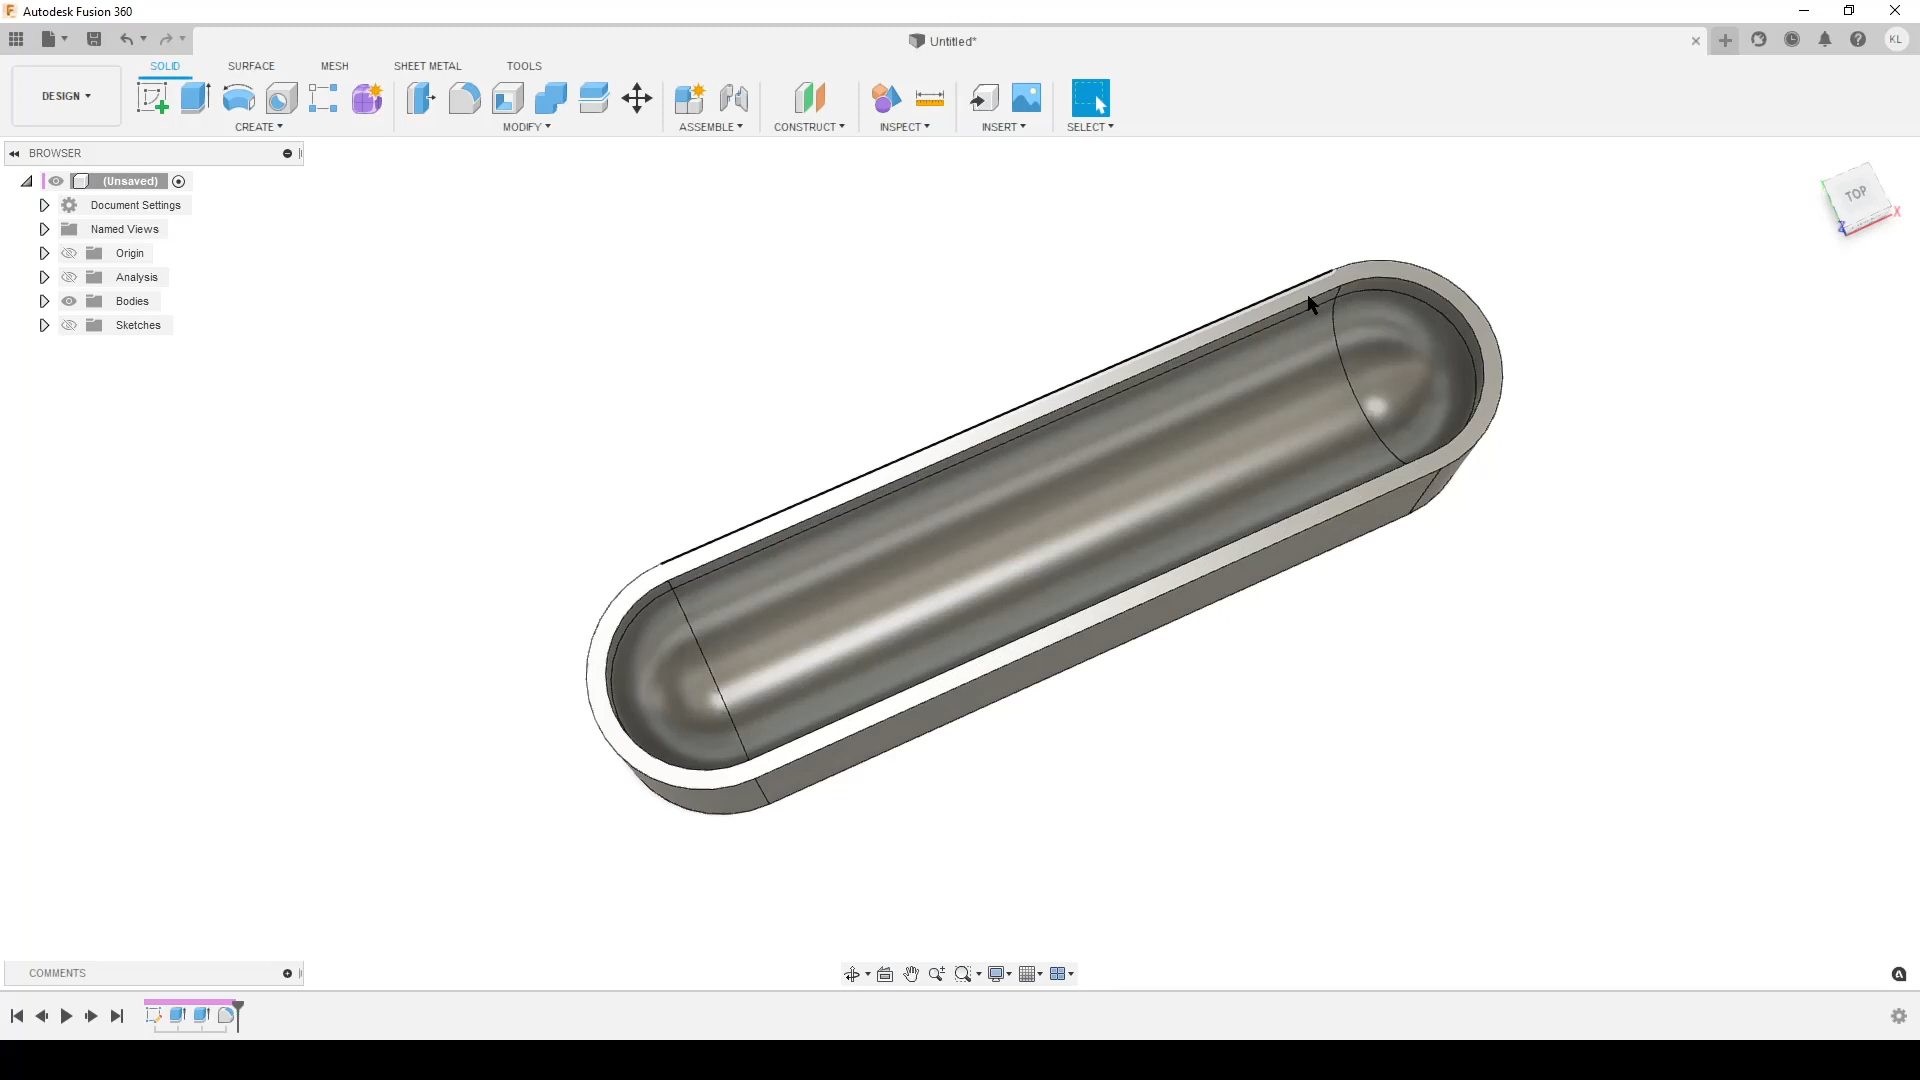 Autodesk Fusion 360
Untitled*
KL
DESIGN
SOLID
SURFACE
MESH
SHEET METAL
TOOLS
CREATE
MODIFY
ASSEMBLE
CONSTRUCT
INSPECT
INSERT
SELECT
BROWSER
(Unsaved)
Document Settings
Named Views
Origin
Analysis
Bodies
Sketches
TOP
X
Z
COMMENTS